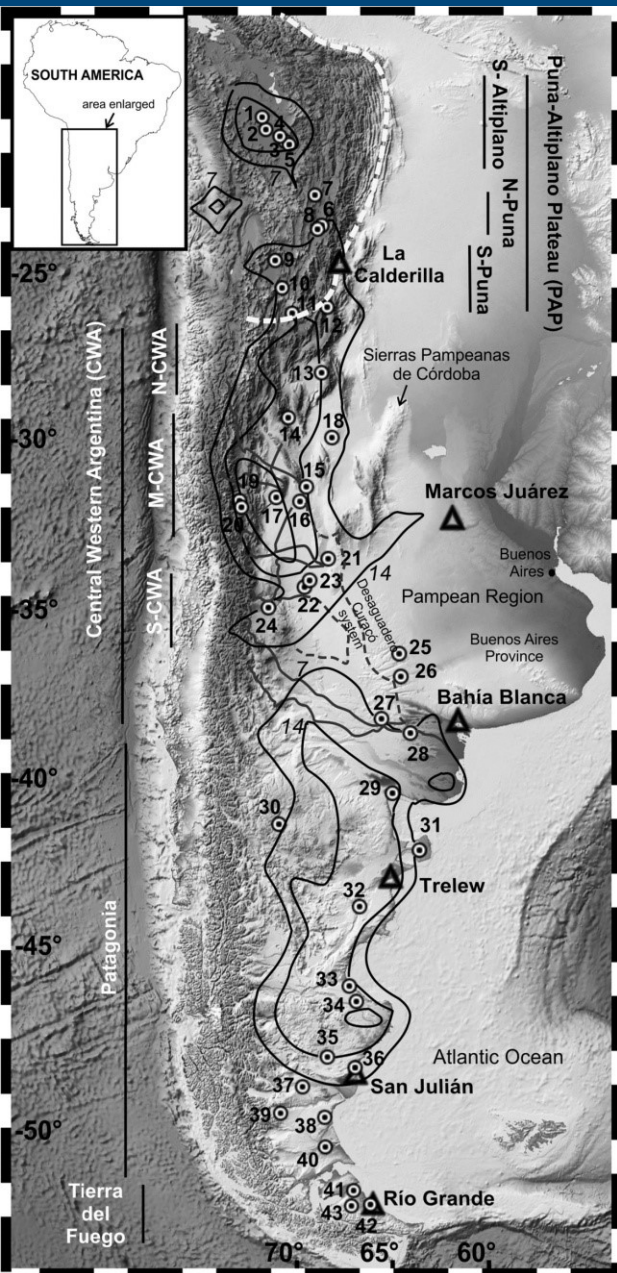 SOUTH AMERICA
area enlarged
Puna-Altiplano Plateau (PAP)
S- Altiplano
N-Puna
S-Puna
1
2
4
3
5
7
7
7
6
8
9
La
Calderilla
-25°
10
11
12
Sierras Pampeanas
de Córdoba
13
14
18
-30°
Central Western Argentina (CWA)
N-CWA
M-CWA
S-CWA
15
19
17
16
20
Marcos Juárez
21
14
23
22
24
Buenos
Aires
-35°
Pampean Region
Desaguadero
Curacó
system
25
Buenos Aires
Province
26
7
Bahía Blanca
27
14
28
-40°
29
30
31
Trelew
32
Patagonia
-45°
33
34
35
36
Atlantic Ocean
37
San Julián
39
38
-50°
40
Tierra
del
Fuego
41
Río Grande
43
42
70°
65°
60°